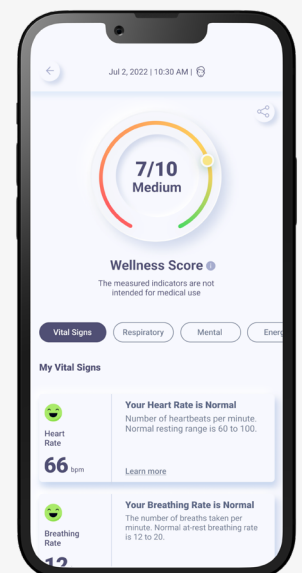 Jul 2, 2022 | 10:30 AM |
7/10
Medium
Wellness Score
The measured indicators are not
intended for medical use
Vital Signs
Respiratory
Mental
Energ
My Vital Signs
Your Heart Rate is Normal
Number of heartbeats per minute.
Normal resting range is 60 to 100.
Heart
Rate
66 bpm
Learn more
Your Breathing Rate is Normal
The number of breaths taken per
minute. Normal at-rest breathing rate
is 12 to 20.
Breathing
Rate
12